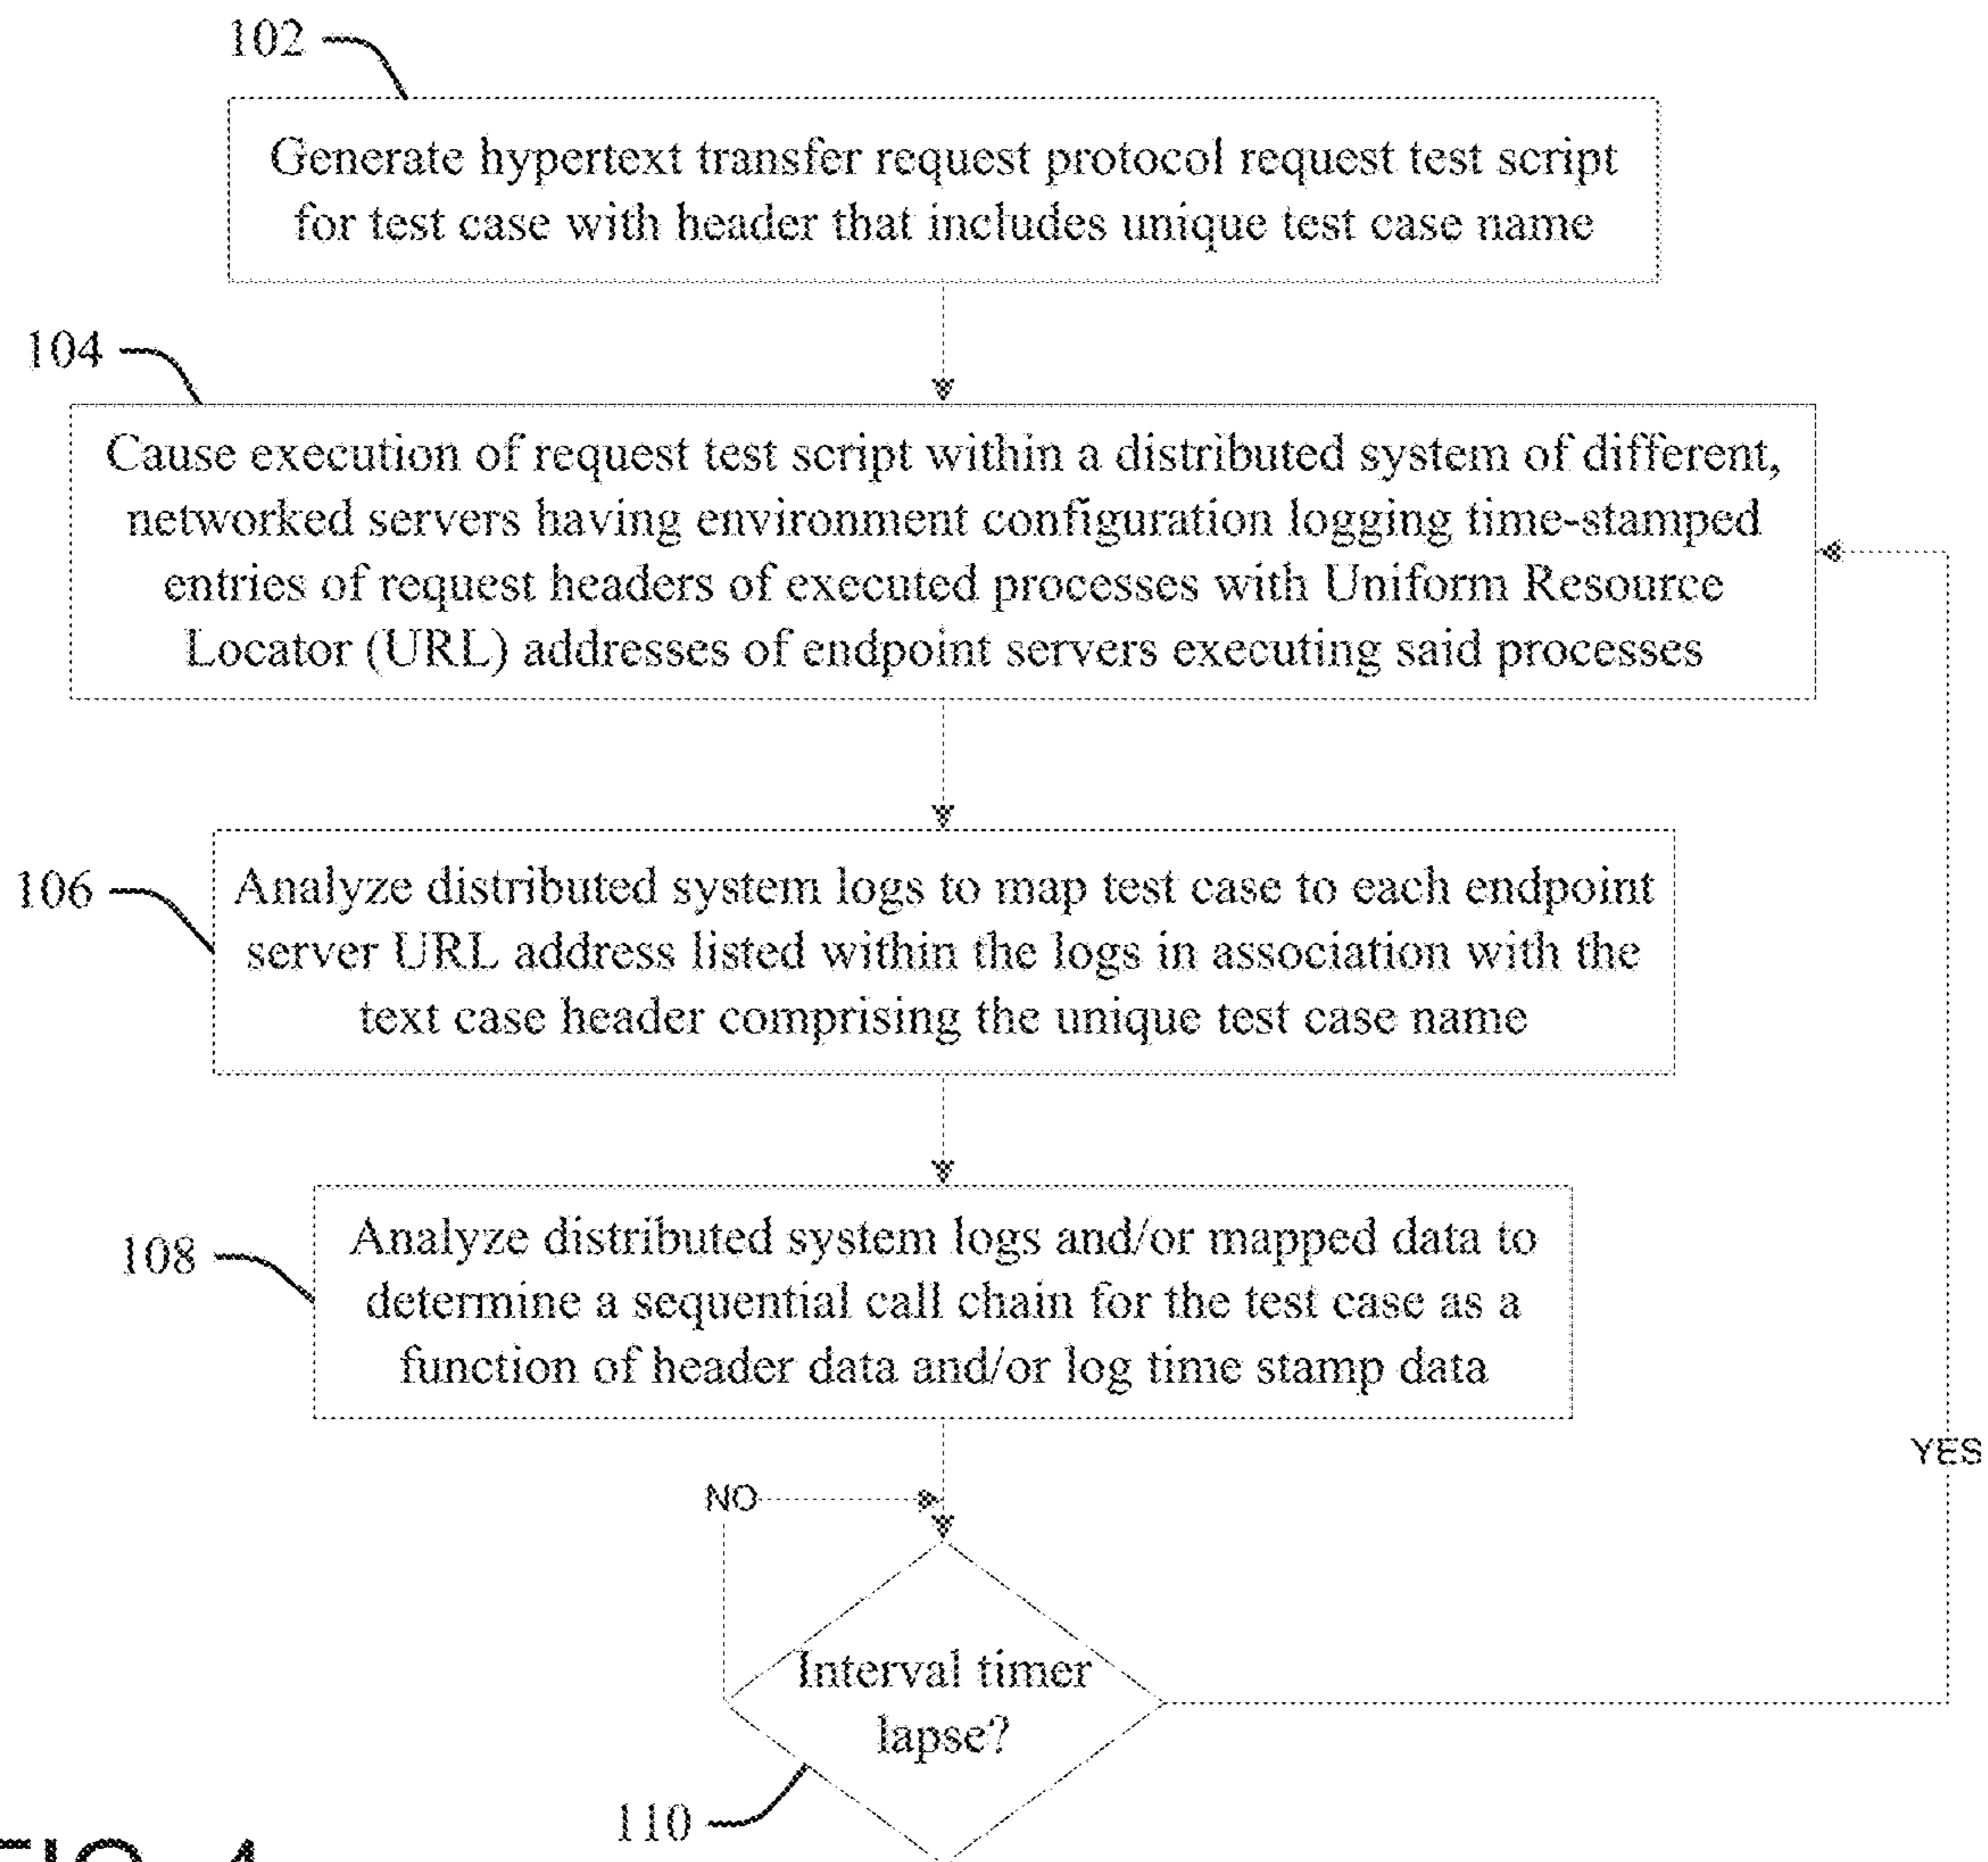 102
Generate hypertext transfer request protocol request test script
for test case with header that includes unique test case name
104
Cause execution of request test script within a distributed system of different,
networked servers having environment configuration logging time-stamped
entries of request headers of executed processes with Uniform Resource
Locator (URL) addresses of endpoint servers executing said processes
106
Analyze distributed system logs to map test case to each endpoint
server URL address listed within the logs in association with the
text case header comprising the unique test case name
108
Analyze distributed system logs and/or mapped data to
determine a sequential call chain for the test case as a
function of header data and/or log time stamp data
YES
NO
Interval timer
lapse?
110